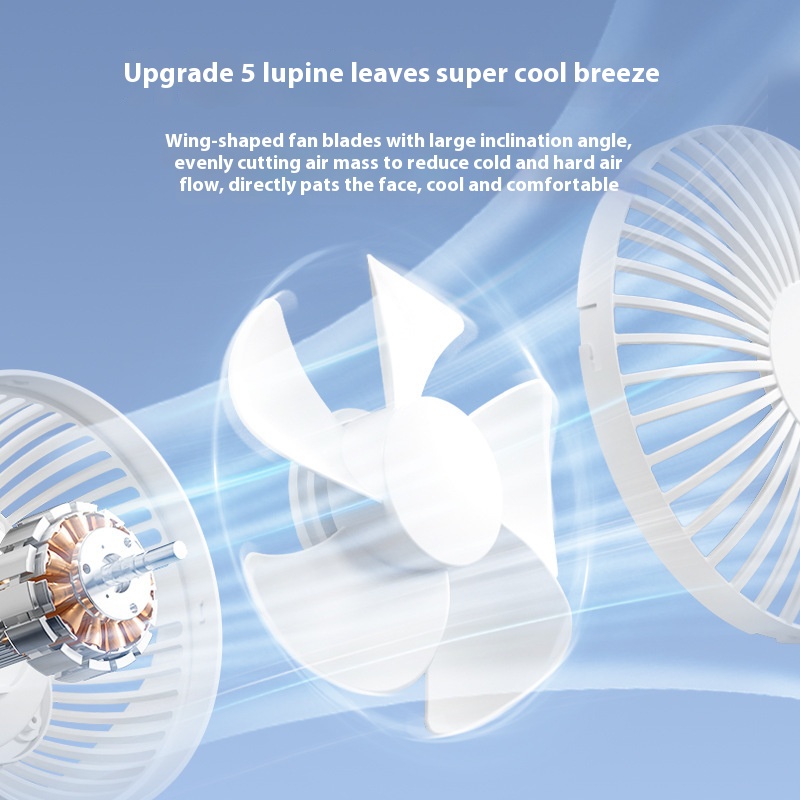 Upgrade 5 lupine leaves super cool breeze
Wing-shaped fan blades with large inclination angle,
evenly cutting air mass to reduce cold and hard air
flow, directly pats the face, cool and comfortable